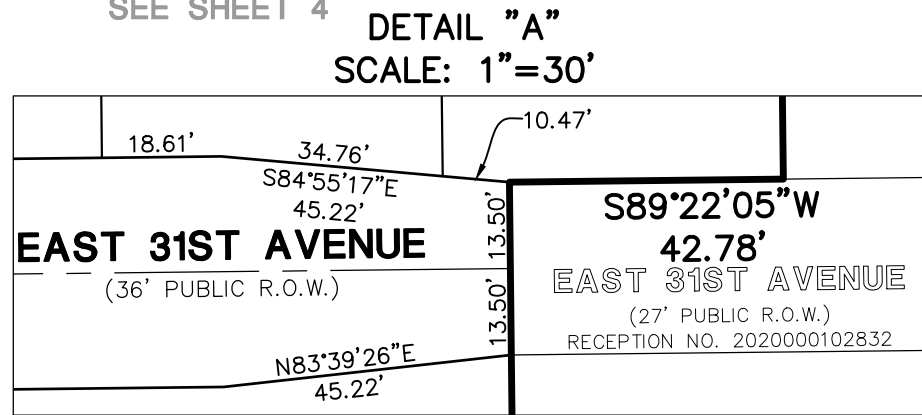 SEE SHEET 4
DETAIL "A"
SCALE: 1"=30'
10.47'
18.61'
34.76'
S84°55'17"E
45.22'
13.50'
S89°22'05"W
42.78'
EAST 31ST AVENUE
(36' PUBLIC R.O.W.)
EAST 31ST AVENUE
(27' PUBLIC R.O.W.)
RECEPTION NO. 2020000102832
13.50'
N83°39'26"E
45.22'